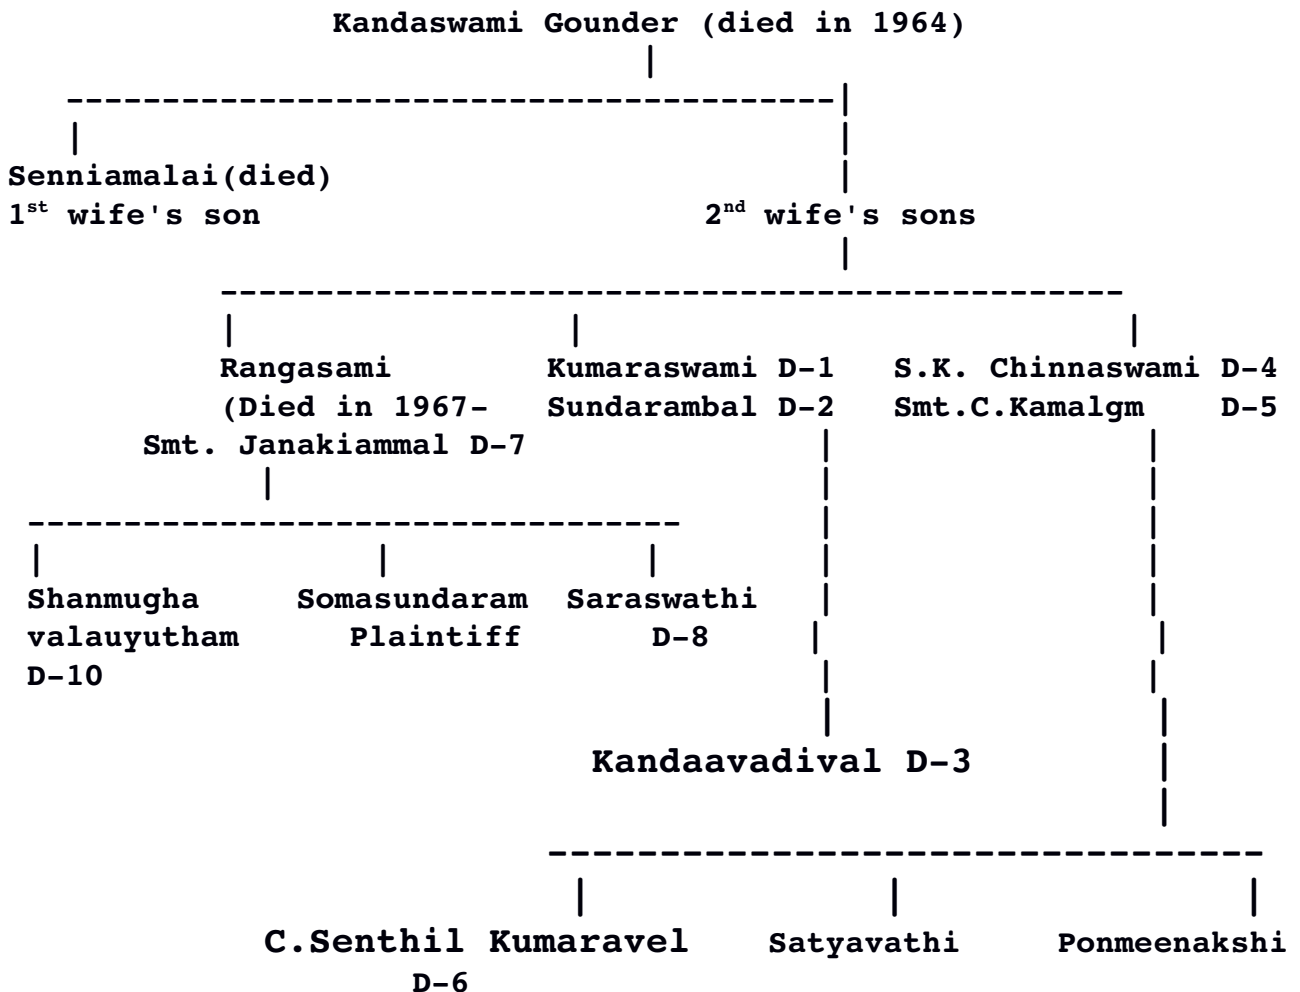 Kandaswami Gounder (died in 1964)
Senniamalai(died)
1st wife's son 2nd wife's sons
Rangasami Kumaraswami D-1 S.K. Chinnaswami D-4
(Died in 1967- Sundarambal D-2 Smt.C.Kamalgm D-5
Smt. Janakiammal D-7
Shanmugha Somasundaram Saraswathi
valauyutham Plaintiff D-8
D-10
Kandaavadival D-3
C.Senthil Kumaravel Satyavathi Ponmeenakshi
D-6